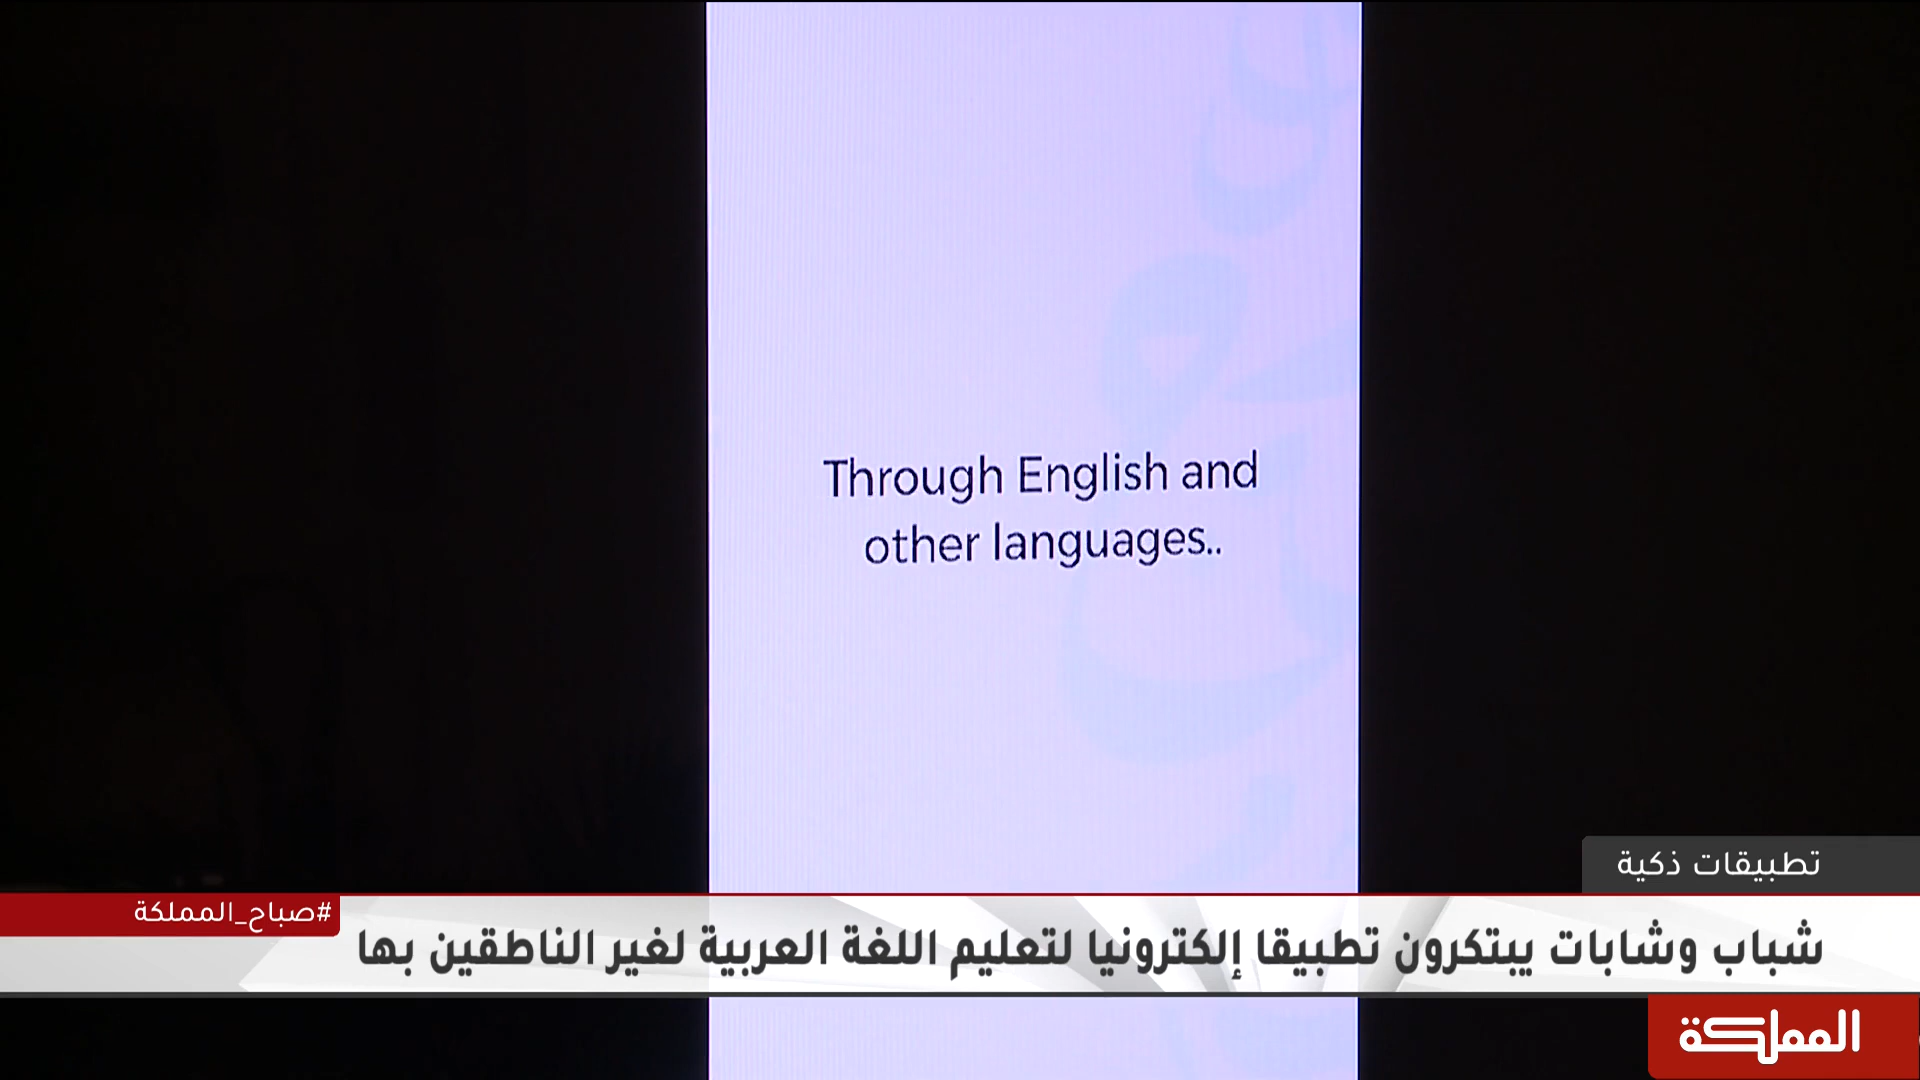 Through English and
other languages..
تطبيقات ذكية
#صباح_المملكة
شباب وشابات يبتكرون تطبيقا إلكترونيا لتعليم اللغة العربية لغير الناطقين بها
المملكة